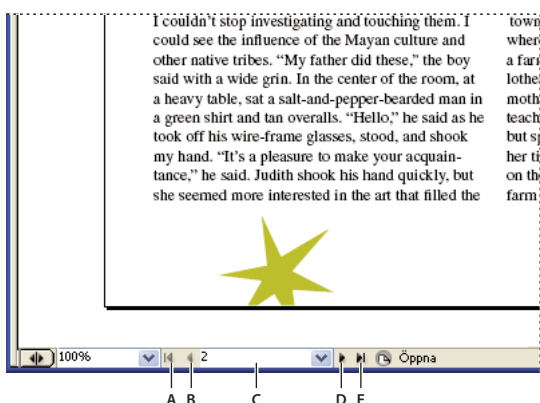 I couldn't stop investigating and touching them. I
could see the influence of the Mayan culture and
other native tribes. “My father did these,” the boy
said with a wide grin. In the center of the room, at
a heavy table, sat a salt-and-pepper-bearded man in
a green shirt and tan overalls. “Hello,” he said as he
took off his wire-frame glasses, stood, and shook
my hand. “It's a pleasure to make your acquain-
tance,” he said. Judith shook his hand quickly, but
she seemed more interested in the art that filled the
town
wher
a farm
lothe
moth
teach
but sp
her ti
on th
farm
100% 2 Öppna
A B C D E